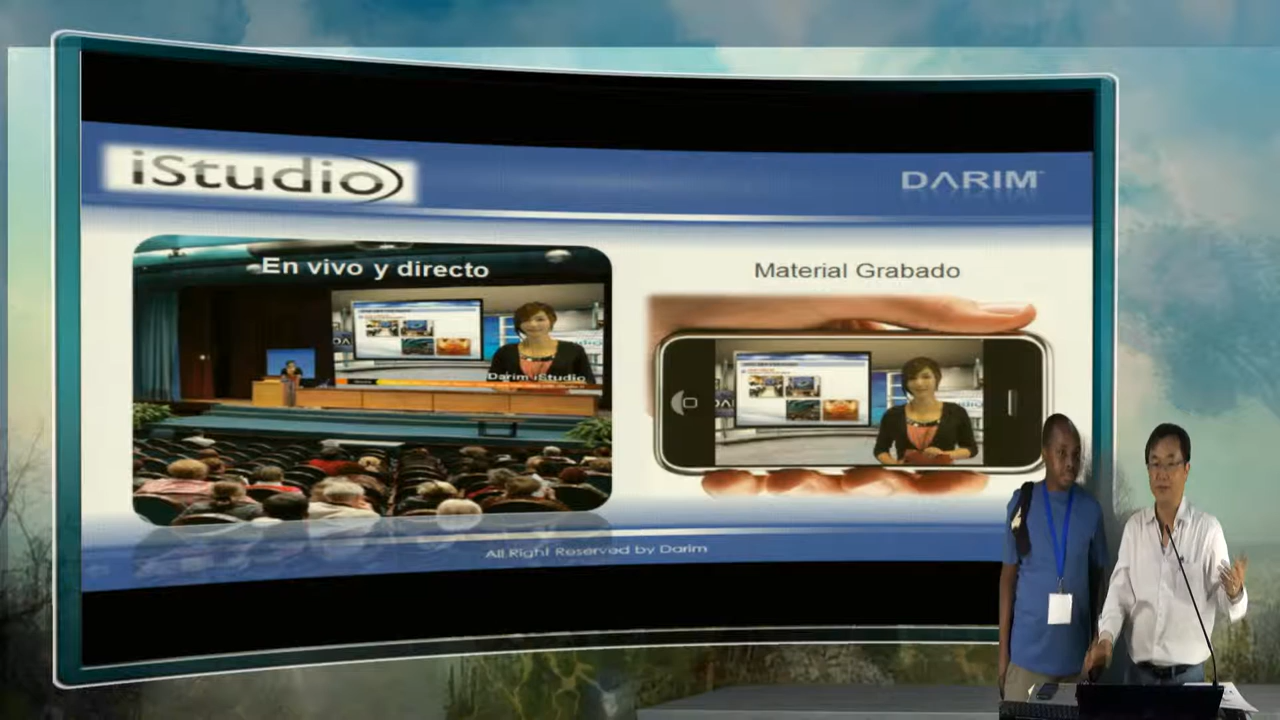 iStudio
DARIM
En vivo y directo
Material Grabado
Darim iStudio
All Right Reserved by Darim